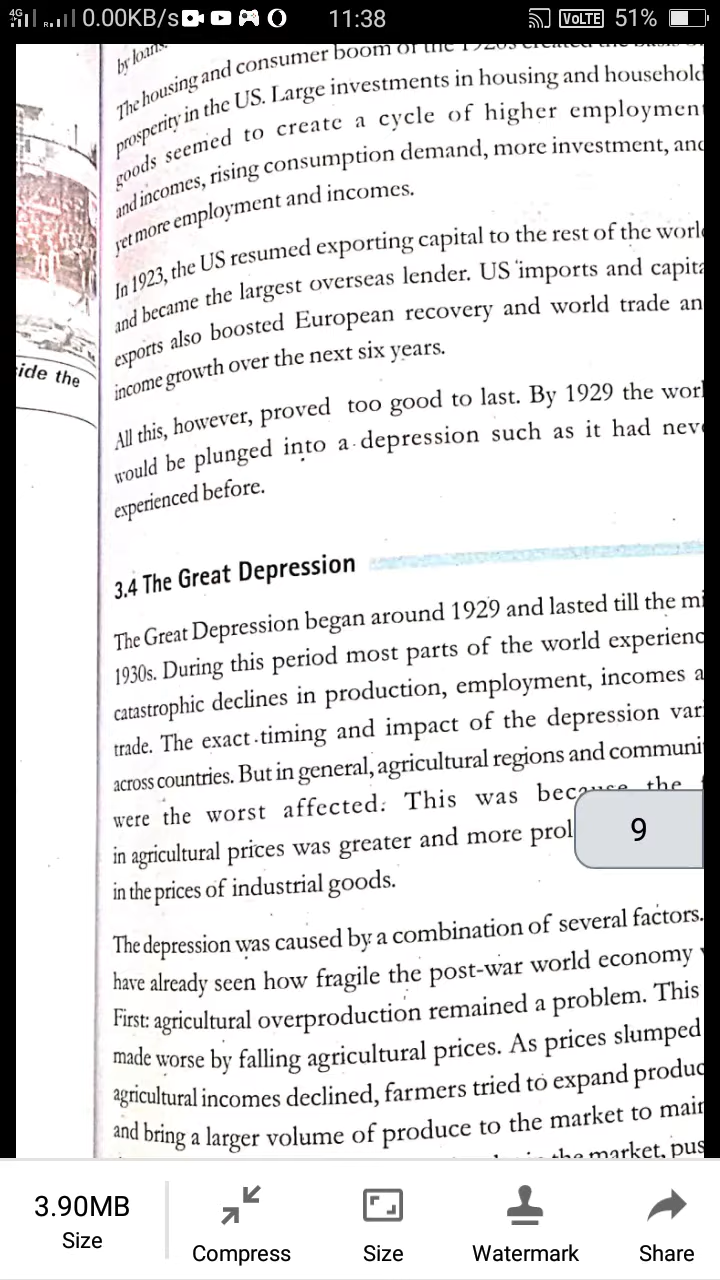 4G
R
0.00KB/s
11:38
VoLTE
51%
by loans.
The housing and consumer boom of the 1920s created the basis of
prosperity in the US. Large investments in housing and household
goods seemed to create a cycle of higher employmen
and incomes, rising consumption demand, more investment, and
yet more employment and incomes.
In 1923, the US resumed exporting capital to the rest of the worl
and became the largest overseas lender. US imports and capita
exports also boosted European recovery and world trade an
income growth over the next six years.
ide the
All this, however, proved too good to last. By 1929 the worl
would be plunged into a depression such as it had nev
experienced before.
3.4 The Great Depression
The Great Depression began around 1929 and lasted till the mi
1930s. During this period most parts of the world experienc
catastrophic declines in production, employment, incomes a
trade. The exact timing and impact of the depression vari
across countries. But in general, agricultural regions and communi
were the worst affected. This was because the f
in agricultural prices was greater and more prol
9
in the prices of industrial goods.
The depression was caused by a combination of several factors.
have already seen how fragile the post-war world economy
First: agricultural overproduction remained a problem. This
made worse by falling agricultural prices. As prices slumped
agricultural incomes declined, farmers tried to expand produc
and bring a larger volume of produce to the market to main
the market, pus
3.90MB
Size
Compress
Size
Watermark
Share